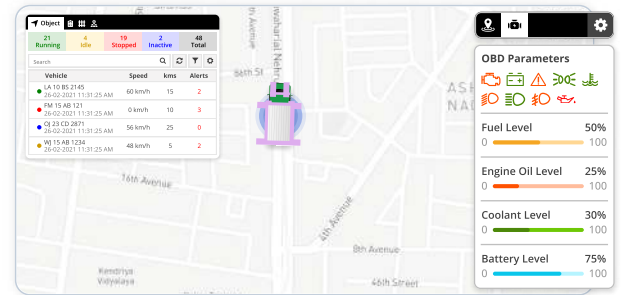 Object
21 4 19 2 48
Running Idle Stopped Inactive Total
Search
Vehicle Speed kms Alerts
LA 10 BS 2145
26-02-2021 11:31:25 AM 60 km/h 15 2
FM 15 AB 121
26-02-2021 11:31:25 AM 0 km/h 10 3
OJ 23 CD 2871
26-02-2021 11:31:25 AM 56 km/h 25 0
WJ 15 AB 1234
26-02-2021 11:31:25 AM 48 km/h 5 2
86th St
16th Avenue
4th Avenue
8th Avenue
46th Street
Kendriya
Vidyalaya
OBD Parameters
Fuel Level 50%
0 100
Engine Oil Level 25%
0 100
Coolant Level 30%
0 100
Battery Level 75%
0 100